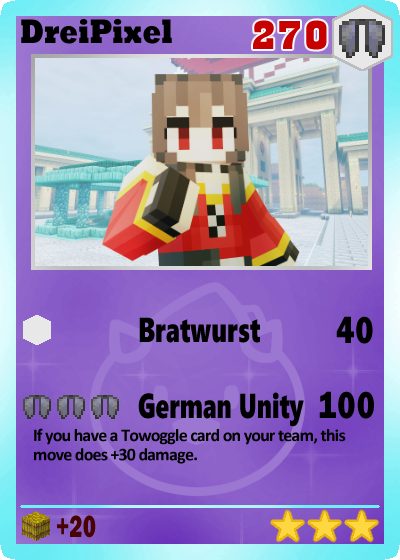 DreiPixel 270
Bratwurst 40
German Unity 100
If you have a Towoggle card on your team, this
move does +30 damage.
+20